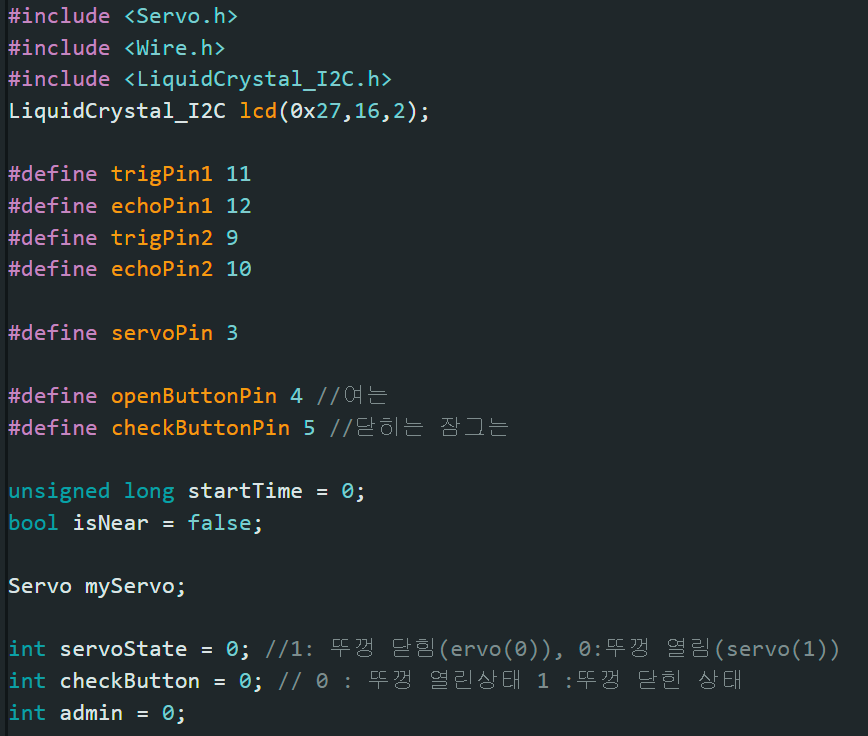 #include <Servo.h>
#include <Wire.h>
#include <LiquidCrystal_I2C.h>
LiquidCrystal_I2C lcd(0x27,16,2);
#define trigPin1 11
#define echoPin1 12
#define trigPin2 9
#define echoPin2 10
#define servoPin 3
#define openButtonPin 4 //여는
#define checkButtonPin 5 //닫히는 잠그는
unsigned long startTime = 0;
bool isNear = false;
Servo myServo;
int servoState = 0; //1: 뚜껑 닫힘(ervo(0)), 0:뚜껑 열림(servo(1))
int checkButton = 0; // 0 : 뚜껑 열린상태 1 :뚜껑 닫힌 상태
int admin = 0;